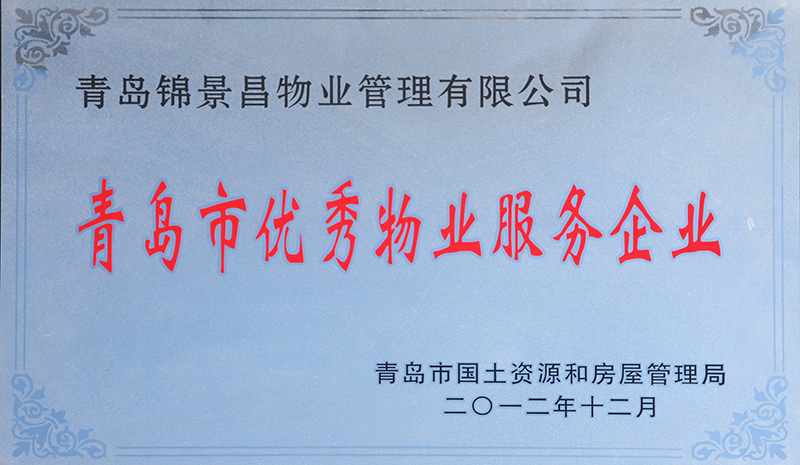 青岛锦景昌物业管理有限公司
青岛市优秀物业服务企业
青岛市国土资源和房屋管理局
二〇一二年十二月